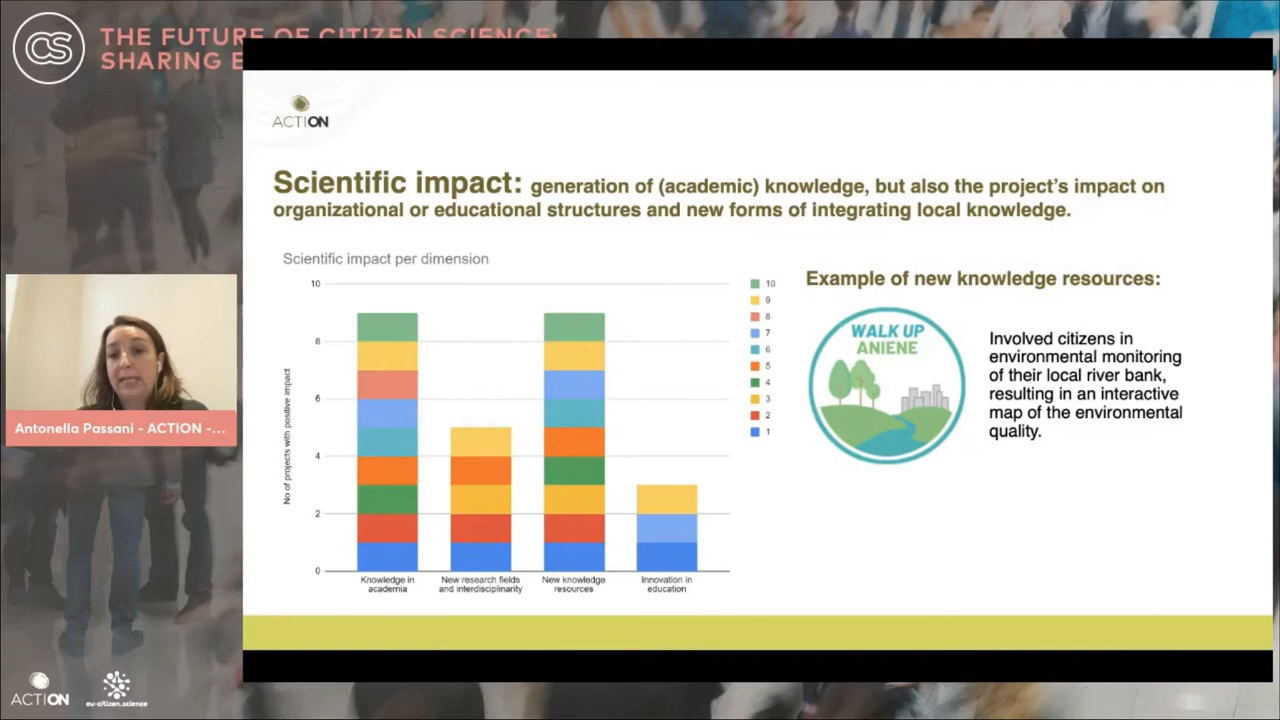 THE FUTURE OF CITIZEN SCIENCE:
SHARING E
ACTION
Scientific impact: generation of (academic) knowledge, but also the project's impact on
organizational or educational structures and new forms of integrating local knowledge.
Scientific impact per dimension
No of projects with positive impact
10
8
6
4
2
0
Knowledge in
academia
New research fields
and interdisciplinarity
New knowledge
resources
Innovation in
education
10
9
8
7
6
5
4
3
2
1
Example of new knowledge resources:
WALK UP
ANIENE
Involved citizens in
environmental monitoring
of their local river bank,
resulting in an interactive
map of the environmental
quality.
Antonella Passani - ACTION -...
ACTION
eu-citizen.science
CS